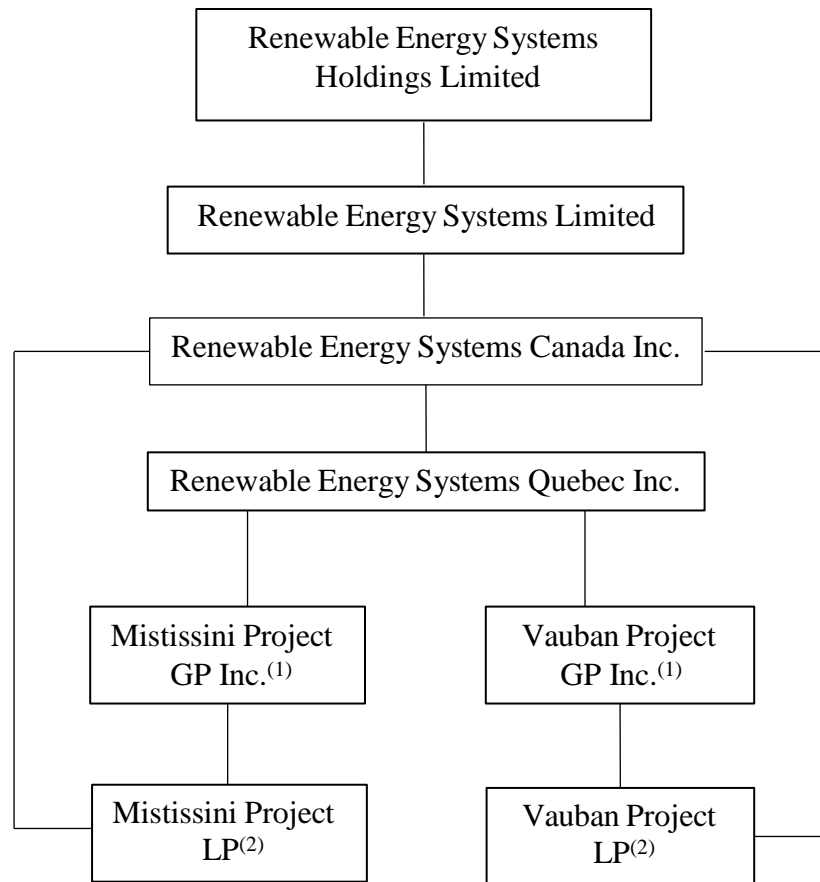 Renewable Energy Systems
Holdings Limited
Renewable Energy Systems Limited
Renewable Energy Systems Canada Inc.
Renewable Energy Systems Quebec Inc.
Mistissini Project
GP Inc.(1)
Vauban Project
GP Inc.(1)
Mistissini Project
LP(2)
Vauban Project
LP(2)